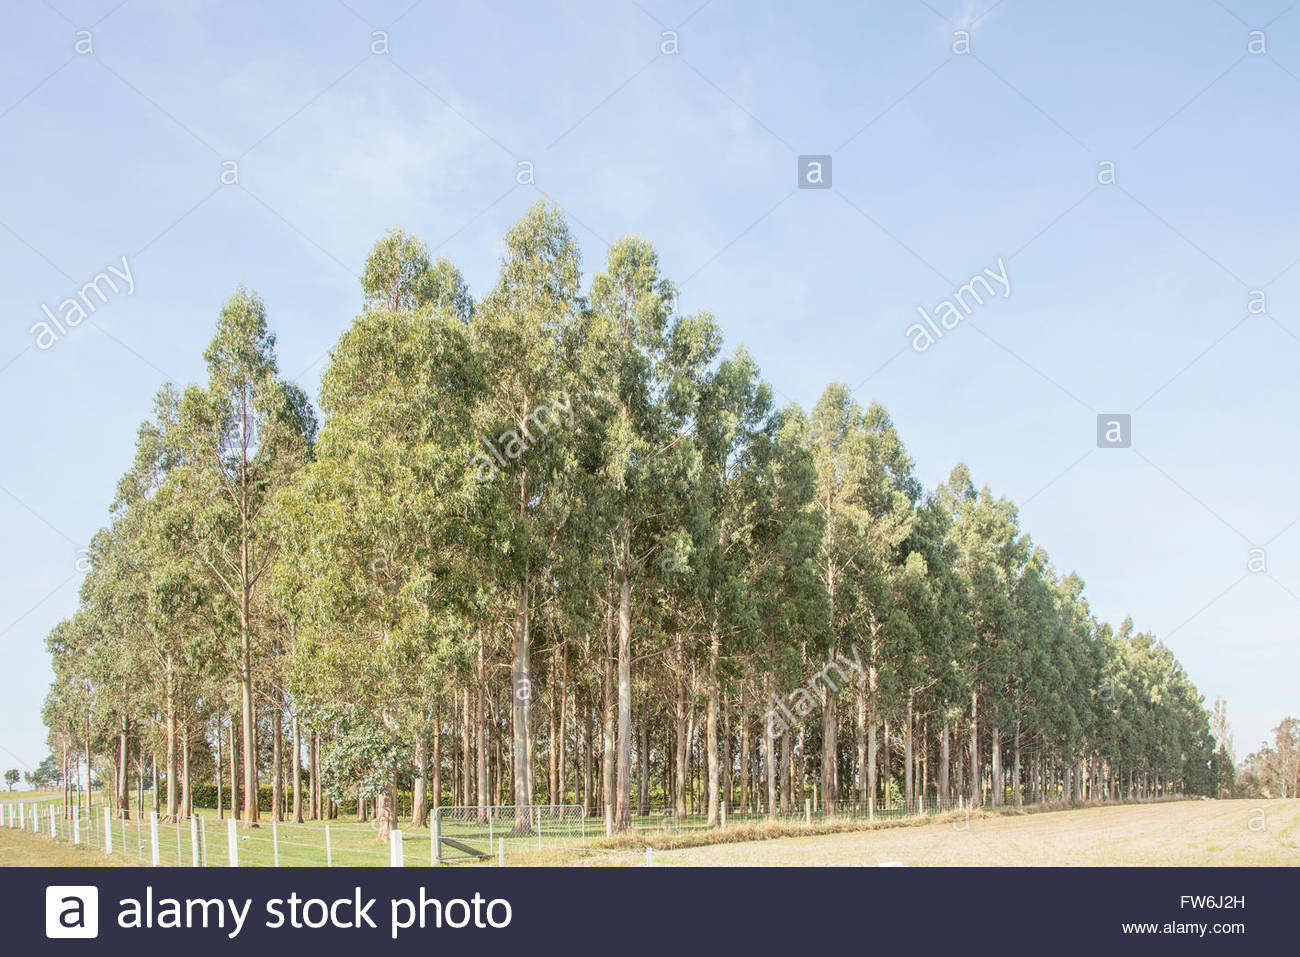 a a a a a
a a a a
alamy alamy
a
a a
alamy
a a
alamy
a a
a alamy stock photo
FW6J2H
www.alamy.com